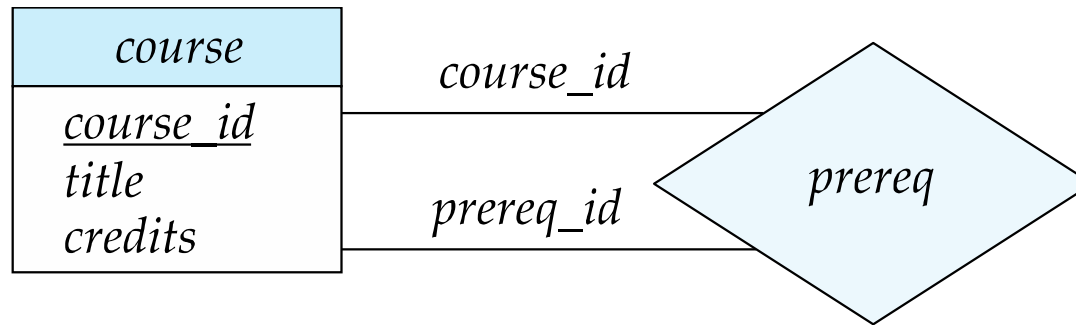 course
course_id
title
credits
course_id
prereq_id
prereq